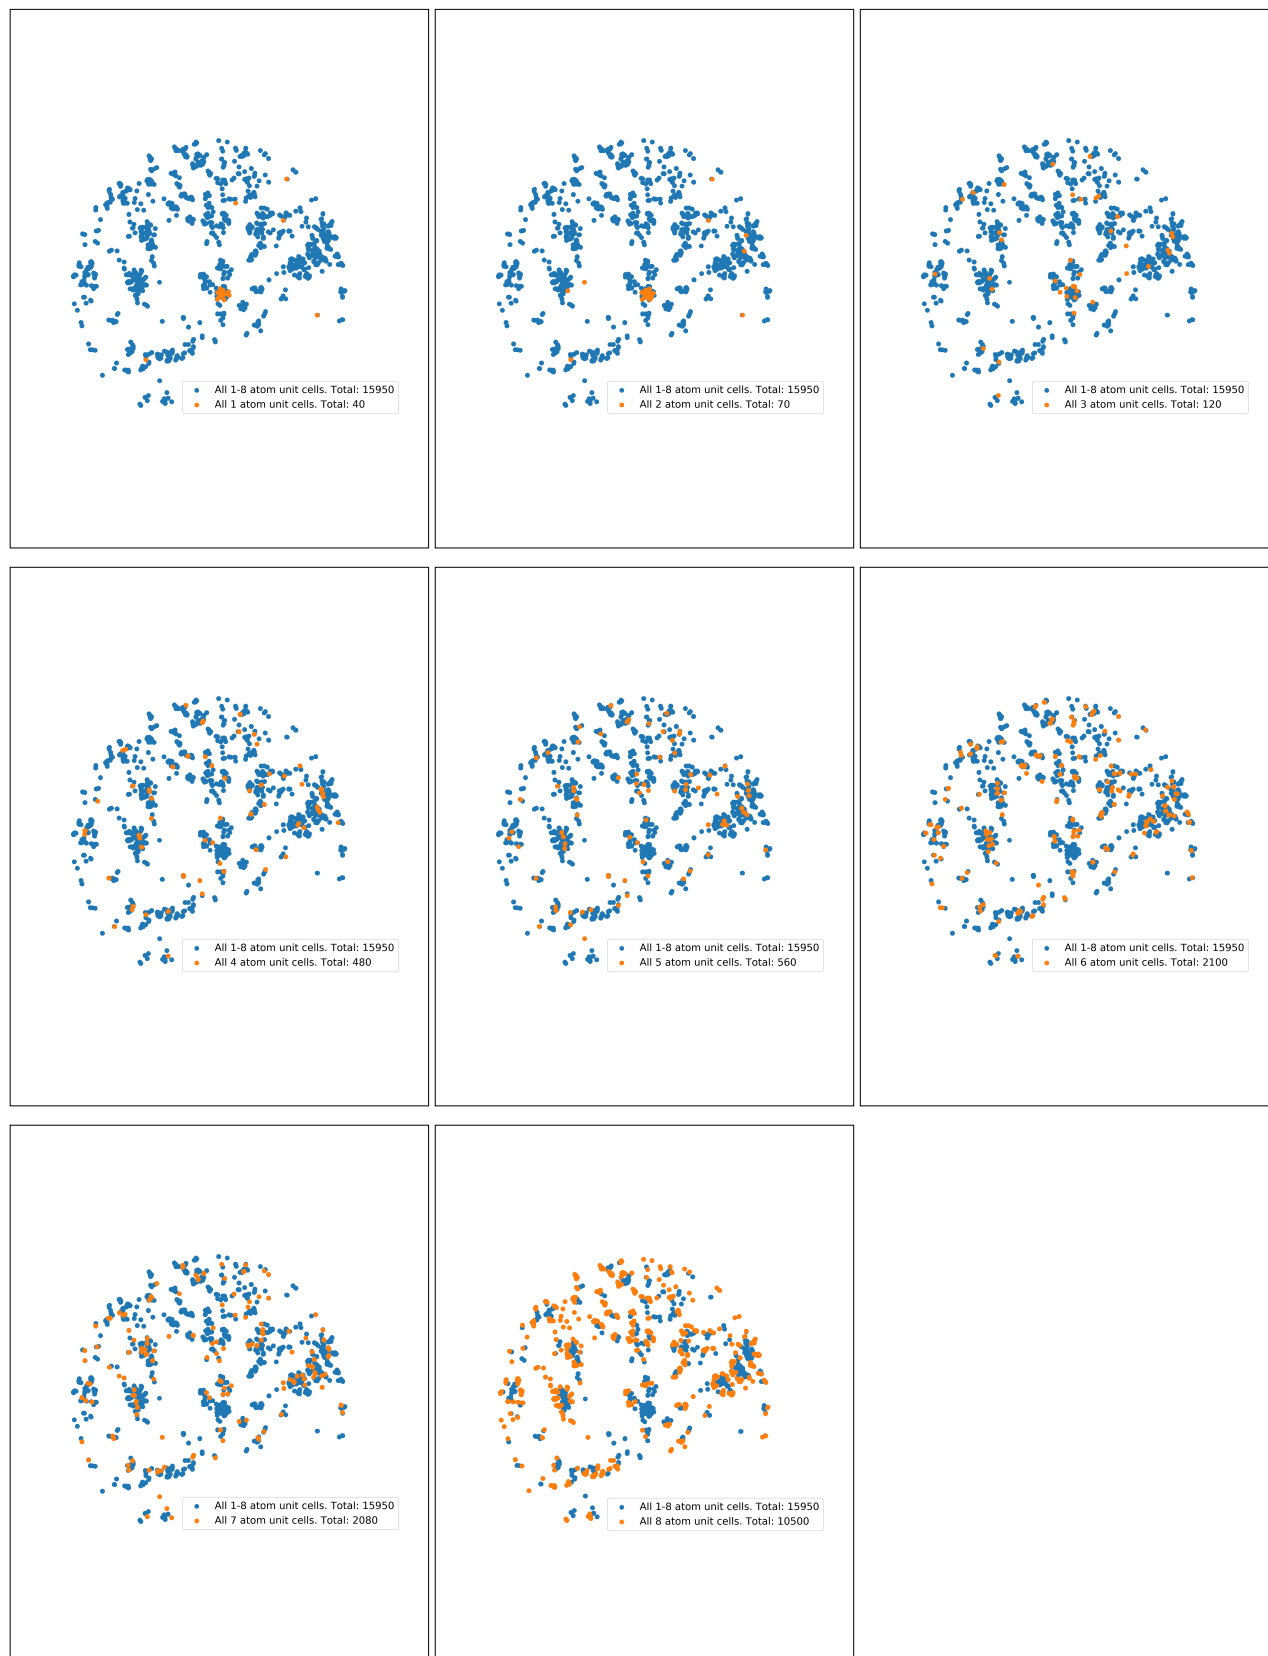 All 1-8 atom unit cells. Total: 15950
All 1 atom unit cells. Total: 40
All 1-8 atom unit cells. Total: 15950
All 2 atom unit cells. Total: 70
All 1-8 atom unit cells. Total: 15950
All 3 atom unit cells. Total: 120
All 1-8 atom unit cells. Total: 15950
All 4 atom unit cells. Total: 480
All 1-8 atom unit cells. Total: 15950
All 5 atom unit cells. Total: 560
All 1-8 atom unit cells. Total: 15950
All 6 atom unit cells. Total: 2100
All 1-8 atom unit cells. Total: 15950
All 7 atom unit cells. Total: 2080
All 1-8 atom unit cells. Total: 15950
All 8 atom unit cells. Total: 10500